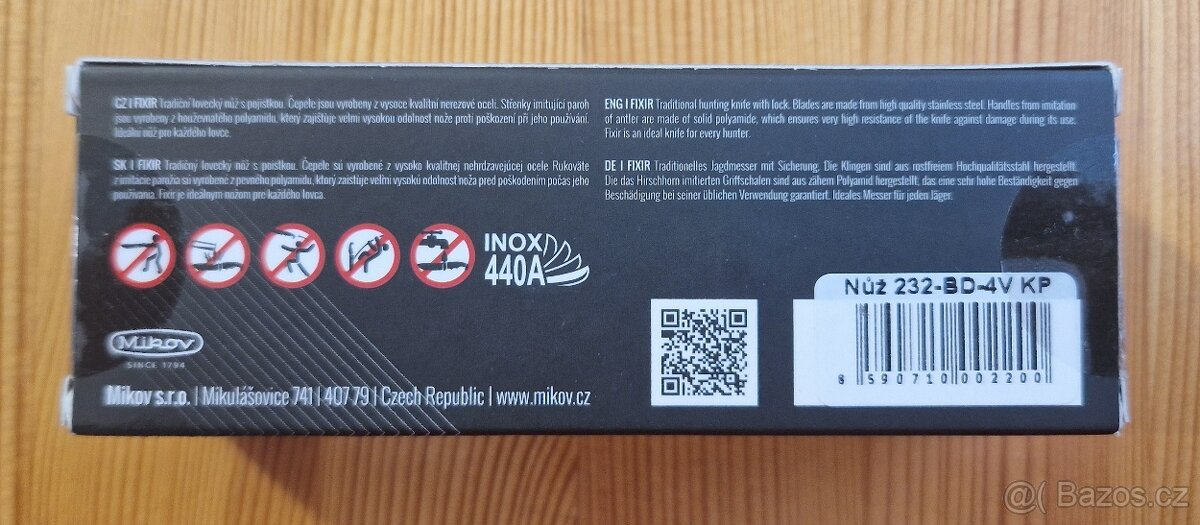 CZ I FIXIR Tradiční lovecký nůž s pojistkou. Čepele jsou vyrobeny z vysoce kvalitní nerezové oceli. Střenky imitující paroh
jsou vyrobeny z houževnatého polyamidu, který zajišťuje velmi vysokou odolnost nože proti poškození při jeho používání.
Ideální nůž pro každého lovce.
SK I FIXIR Tradičný lovecký nôž s poistkou. Čepele sú vyrobené z vysoko kvalitnej nehrdzavejúcej ocele Rukoväte
z imitácie parožia sú vyrobené z pevného polyamidu, ktorý zaisťuje veľmi vysokú odolnosť noža pred poškodením počas jeho
používania. Fixir je ideálnym nožom pre každého lovca.
ENG I FIXIR Traditional hunting knife with lock. Blades are made from high quality stainless steel. Handles from imitation
of antler are made of solid polyamide, which ensures very high resistance of the knife against damage during its use.
Fixir is an ideal knife for every hunter.
DE I FIXIR Traditionelles Jagdmesser mit Sicherung. Die Klingen sind aus rostfreiem Hochqualitätsstahl hergestellt.
Die das Hirschhorn imitierten Griffschalen sind aus zähem Polyamid hergestellt, das eine sehr hohe Beständigkeit gegen
Beschädigung bei seiner üblichen Verwendung garantiert. Ideales Messer für jeden Jäger.
INOX
440A
Nůž 232-BD-4V KP
8 590710 002200
Mikov
SINCE 1794
Mikov s.r.o. | Mikulášovice 741 | 407 79 | Czech Republic | www.mikov.cz
@( Bazos.cz